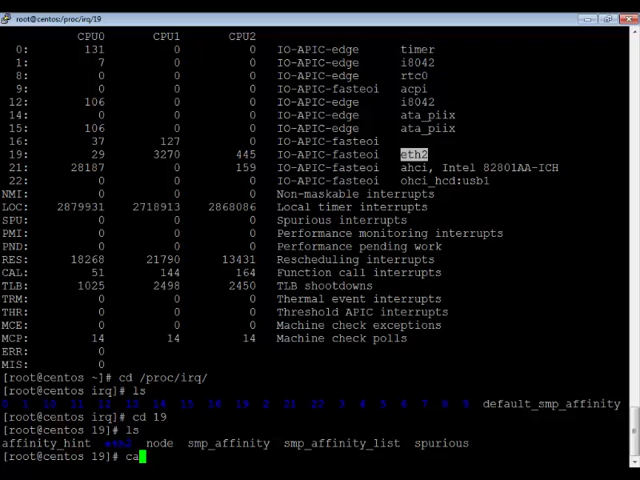 root@centos:/proc/irq/19
CPU0 CPU1 CPU2
0: 131 0 0 IO-APIC-edge timer
1: 7 0 0 IO-APIC-edge i8042
8: 0 0 0 IO-APIC-edge rtc0
9: 0 0 0 IO-APIC-fasteoi acpi
12: 106 0 0 IO-APIC-edge i8042
14: 0 0 0 IO-APIC-edge ata_piix
15: 106 0 0 IO-APIC-edge ata_piix
16: 37 127 0 IO-APIC-fasteoi
19: 29 3270 445 IO-APIC-fasteoi eth2
21: 28187 0 159 IO-APIC-fasteoi ahci, Intel 82801AA-ICH
22: 0 0 0 IO-APIC-fasteoi ohci_hcd:usb1
NMI: 0 0 0 Non-maskable interrupts
LOC: 2879931 2718913 2868086 Local timer interrupts
SPU: 0 0 0 Spurious interrupts
PMI: 0 0 0 Performance monitoring interrupts
PND: 0 0 0 Performance pending work
RES: 18268 21790 13431 Rescheduling interrupts
CAL: 51 144 164 Function call interrupts
TLB: 1025 2498 2450 TLB shootdowns
TRM: 0 0 0 Thermal event interrupts
THR: 0 0 0 Threshold APIC interrupts
MCE: 0 0 0 Machine check exceptions
MCP: 14 14 14 Machine check polls
ERR: 0
MIS: 0
[root@centos ~]# cd /proc/irq/
[root@centos irq]# ls
0 1 10 11 12 13 14 15 16 19 2 21 22 3 4 5 6 7 8 9 default_smp_affinity
[root@centos irq]# cd 19
[root@centos 19]# ls
affinity_hint eth2 node smp_affinity smp_affinity_list spurious
[root@centos 19]# ca